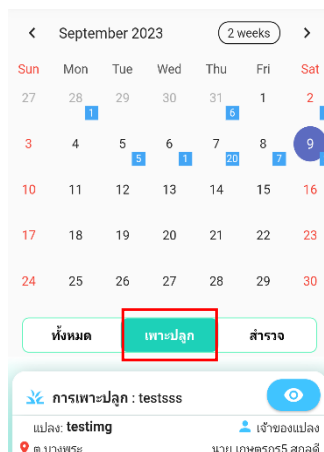 September 2023 2 weeks
Sun Mon Tue Wed Thu Fri Sat
27 28 29 30 31 1 2
1 6
3 4 5 6 7 8 9
5 1 20 7
10 11 12 13 14 15 16
17 18 19 20 21 22 23
24 25 26 27 28 29 30
ทั้งหมด เพาะปลูก สำรวจ
การเพาะปลูก : testsss
แปลง: testimg เจ้าของแปลง
ต.บางพระ นาย เกษตรกร5 สกุลดี